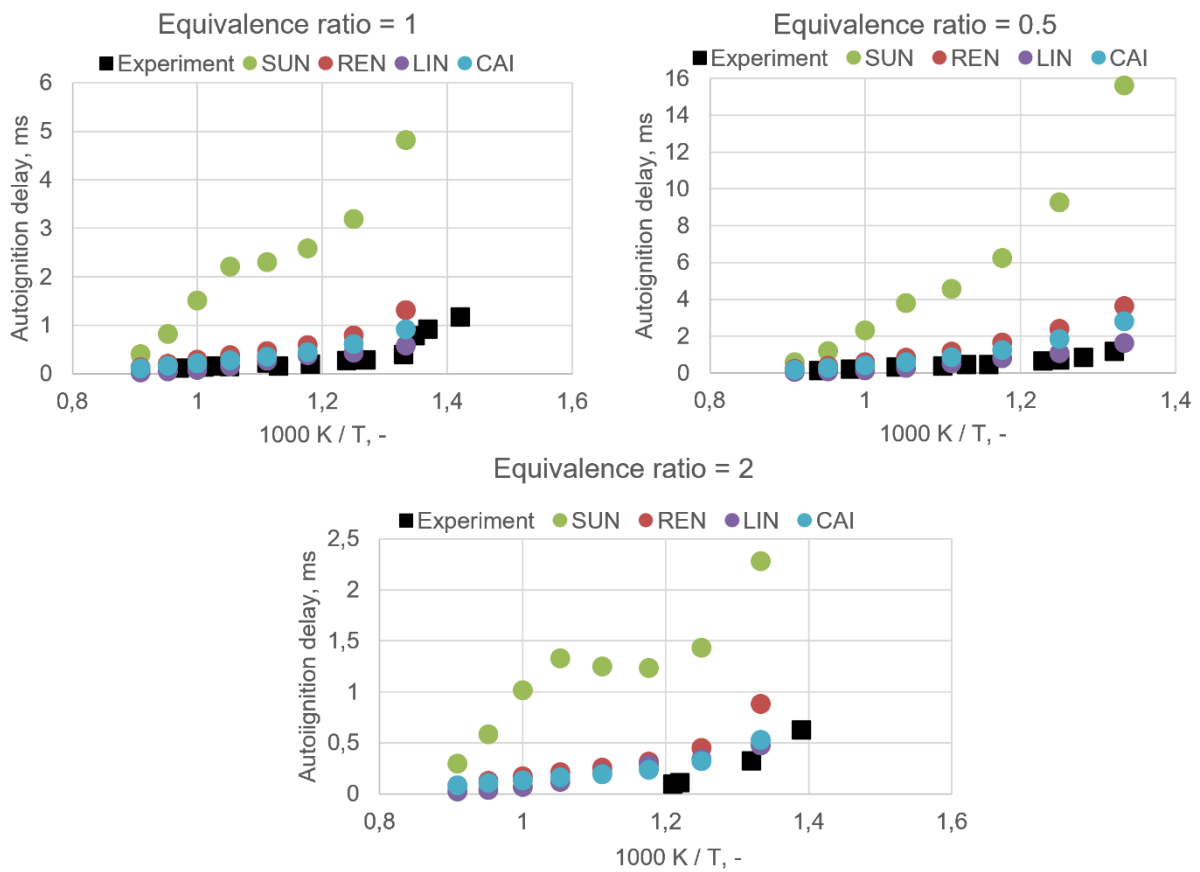 Equivalence ratio = 1
Experiment SUN REN LIN CAI
Autoignition delay, ms
6
5
4
3
2
1
0
0,8 1 1,2 1,4 1,6
1000 K / T, -
Equivalence ratio = 0.5
Experiment SUN REN LIN CAI
Autoignition delay, ms
16
14
12
10
8
6
4
2
0
0,8 1 1,2 1,4
1000 K / T, -
Equivalence ratio = 2
Experiment SUN REN LIN CAI
Autoiignition delay, ms
2,5
2
1,5
1
0,5
0
0,8 1 1,2 1,4 1,6
1000 K / T, -